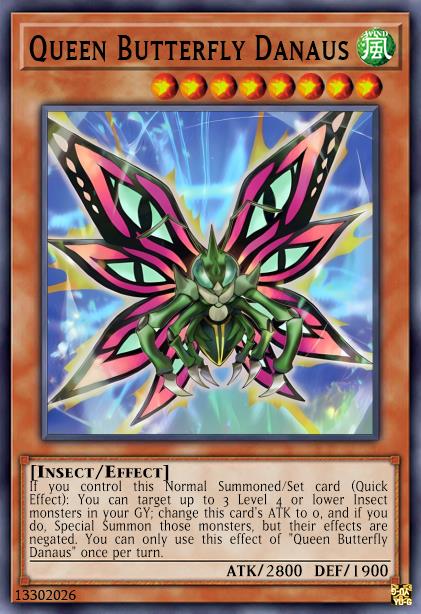 Queen Butterfly Danaus
WIND
風
[Insect/Effect]
If you control this Normal Summoned/Set card (Quick
Effect): You can target up to 3 Level 4 or lower Insect
monsters in your GY; change this card's ATK to 0, and if you
do, Special Summon those monsters, but their effects are
negated. You can only use this effect of "Queen Butterfly
Danaus" once per turn.
ATK/2800 DEF/1900
13302026